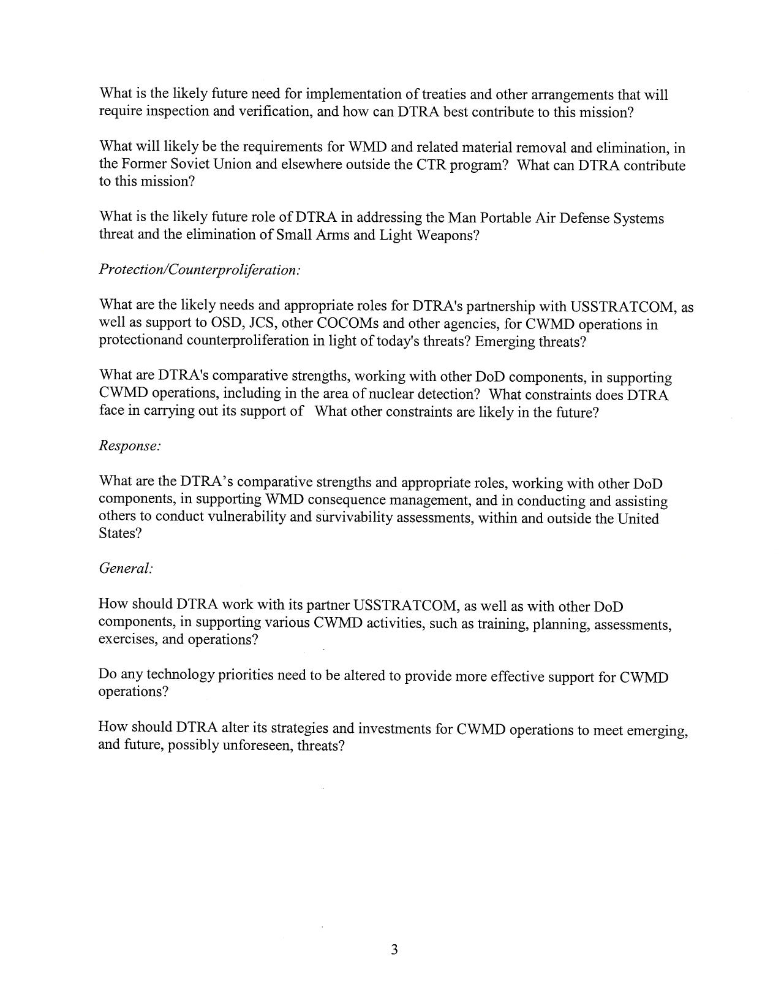 What is the likely future need for implementation of treaties and other arrangements that will
require inspection and verification, and how can DTRA best contribute to this mission?
What will likely be the requirements for WMD and related material removal and elimination, in
the Former Soviet Union and elsewhere outside the CTR program?  What can DTRA contribute
to this mission?
What is the likely future role of DTRA in addressing the Man Portable Air Defense Systems
threat and the elimination of Small Arms and Light Weapons?
Protection/Counterproliferation:
What are the likely needs and appropriate roles for DTRA's partnership with USSTRATCOM, as
well as support to OSD, JCS, other COCOMs and other agencies, for CWMD operations in
protectionand counterproliferation in light of today's threats? Emerging threats?
What are DTRA's comparative strengths, working with other DoD components, in supporting
CWMD operations, including in the area of nuclear detection?  What constraints does DTRA
face in carrying out its support of   What other constraints are likely in the future?
Response:
What are the DTRA’s comparative strengths and appropriate roles, working with other DoD
components, in supporting WMD consequence management, and in conducting and assisting
others to conduct vulnerability and survivability assessments, within and outside the United
States?
General:
How should DTRA work with its partner USSTRATCOM, as well as with other DoD
components, in supporting various CWMD activities, such as training, planning, assessments,
exercises, and operations?
Do any technology priorities need to be altered to provide more effective support for CWMD
operations?
How should DTRA alter its strategies and investments for CWMD operations to meet emerging,
and future, possibly unforeseen, threats?
3